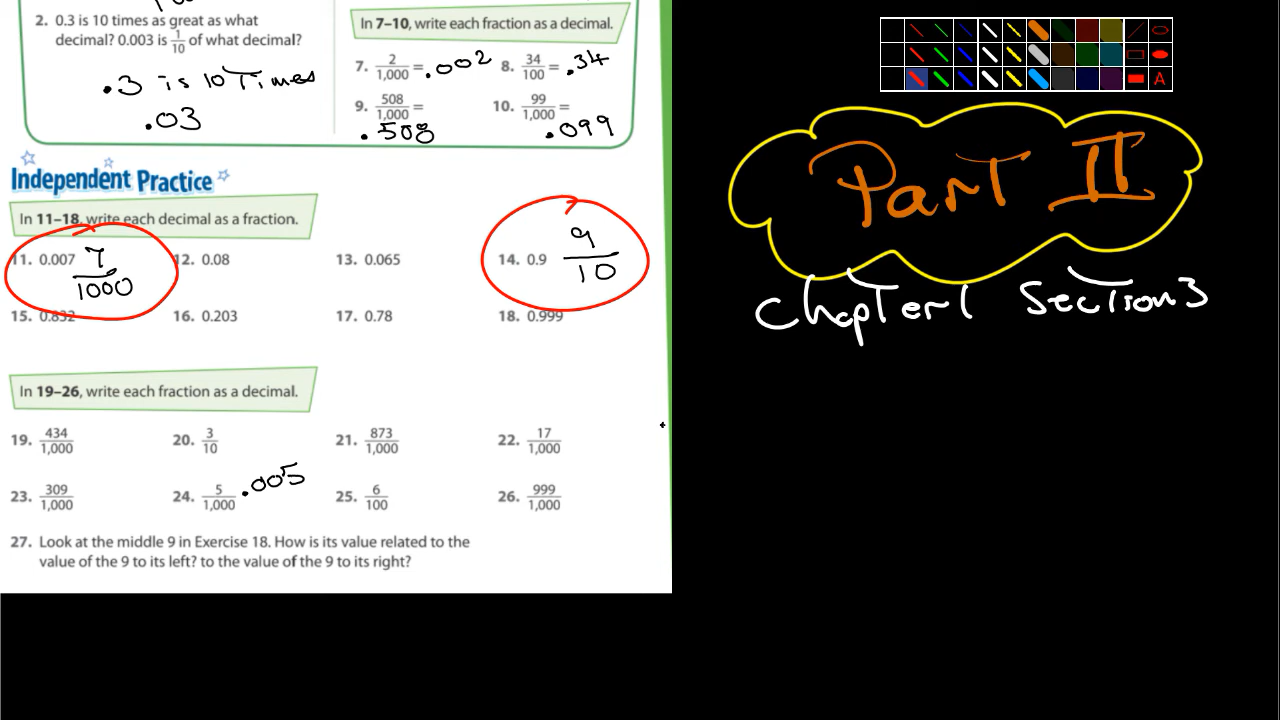 2. 0.3 is 10 times as great as what
decimal? 0.003 is 1/10 of what decimal?
.3 is 10 Times
.03
In 7–10, write each fraction as a decimal.
7. 2/1,000 = .002 8. 34/100 = .34
9. 508/1,000 = .508 10. 99/1,000 = .099
Independent Practice
In 11–18, write each decimal as a fraction.
11. 0.007 7/1000 12. 0.08 13. 0.065 14. 0.9 9/10
15. 0.832 16. 0.203 17. 0.78 18. 0.999
In 19–26, write each fraction as a decimal.
19. 434/1,000 20. 3/10 21. 873/1,000 22. 17/1,000
23. 309/1,000 24. 5/1,000 .005 25. 6/100 26. 999/1,000
27. Look at the middle 9 in Exercise 18. How is its value related to the
value of the 9 to its left? to the value of the 9 to its right?
A
Part II
Chapter 1 Section 3